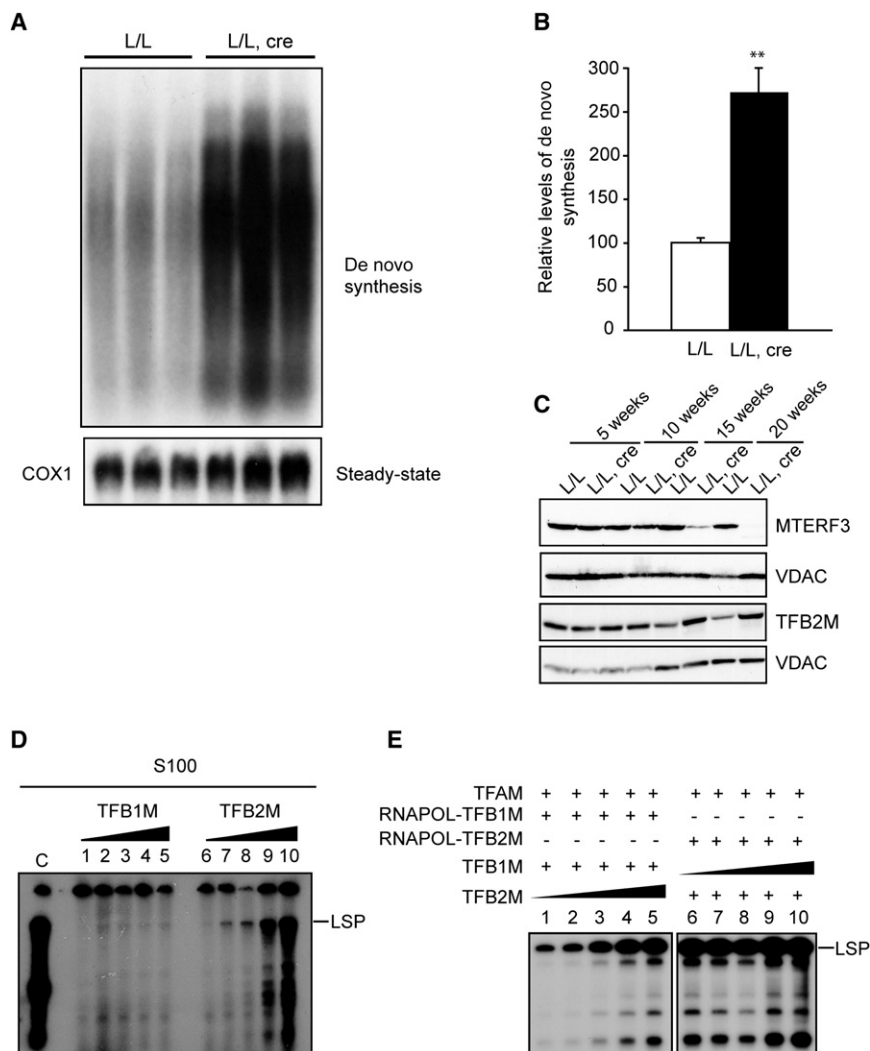 A
L/L
L/L, cre
De novo
synthesis
COX1
Steady-state
B
**
Relative levels of de novo
synthesis
300
250
200
150
100
50
0
L/L
L/L, cre
C
5 weeks
10 weeks
15 weeks
20 weeks
L/L
L/L, cre
L/L
L/L, cre
L/L
L/L, cre
L/L
L/L, cre
MTERF3
VDAC
TFB2M
VDAC
D
S100
TFB1M
TFB2M
C 1 2 3 4 5 6 7 8 9 10
LSP
E
TFAM + + + + + + + + + +
RNAPOL-TFB1M + + + + + - - - - -
RNAPOL-TFB2M - - - - - + + + + +
TFB1M + + + + +
TFB2M + + + + +
1 2 3 4 5 6 7 8 9 10
LSP